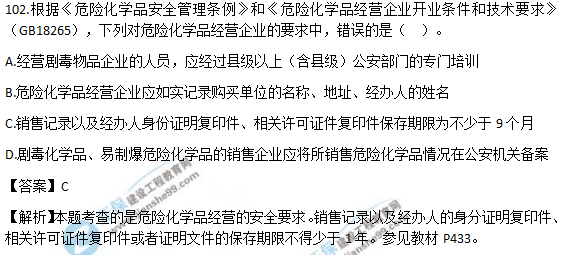 102.根据《危险化学品安全管理条例》和《危险化学品经营企业开业条件和技术要求》
（GB18265），下列对危险化学品经营企业的要求中，错误的是（ ）。
A.经营剧毒物品企业的人员，应经过县级以上（含县级）公安部门的专门培训
B.危险化学品经营企业应如实记录购买单位的名称、地址、经办人的姓名
C.销售记录以及经办人身份证明复印件、相关许可证件复印件保存期限为不少于 9 个月
D.剧毒化学品、易制爆危险化学品的销售企业应将所销售危险化学品情况在公安机关备案
【答案】C
【解析】本题考查的是危险化学品经营的安全要求。销售记录以及经办人的身分证明复印件、
相关许可证件复印件或者证明文件的保存期限不得少于 1 年。参见教材 P433。
建设工程教育网